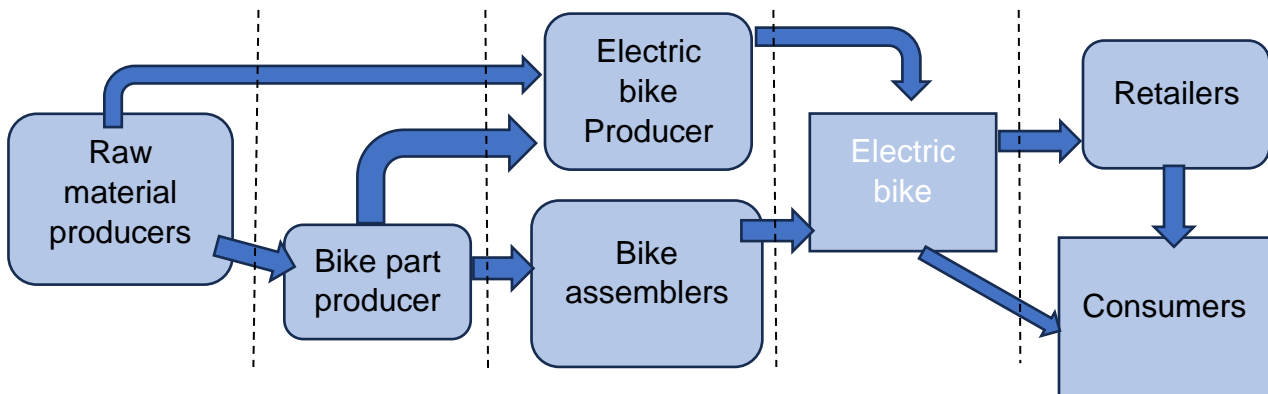 Raw
material
producers
Bike part
producer
Electric
bike
Producer
Bike
assemblers
Electric
bike
Retailers
Consumers